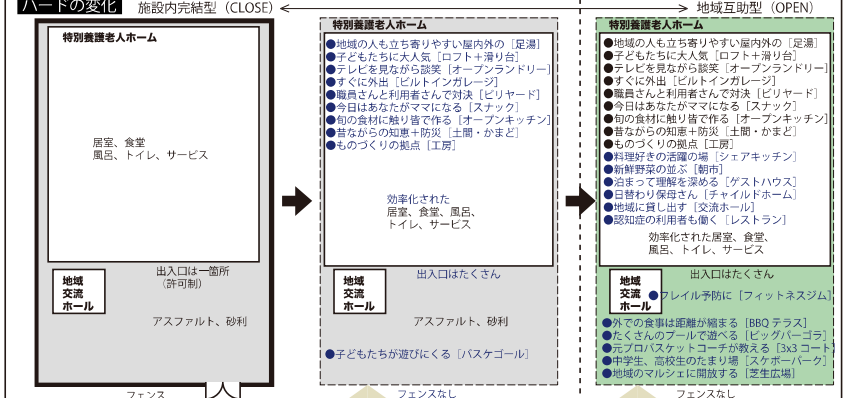 ハードの変化 施設内完結型（CLOSE） 地域互助型（OPEN）
特別養護老人ホーム
居室、食堂
風呂、トイレ、サービス
地域
交流
ホール
出入口は一箇所
（許可制）
アスファルト、砂利
フェンス
特別養護老人ホーム
●地域の人も立ち寄りやすい屋内外の［足湯］
●子どもたちに大人気［ロフト＋滑り台］
●テレビを見ながら談笑［オープンランドリー］
●すぐに外出［ビルトインガレージ］
●職員さんと利用者さんで対決［ビリヤード］
●今日はあなたがママになる［スナック］
●旬の食材に触り皆で作る［オープンキッチン］
●昔ながらの知恵＋防災［土間・かまど］
●ものづくりの拠点［工房］
効率化された
居室、食堂、風呂、
トイレ、サービス
地域
交流
ホール
出入口はたくさん
アスファルト、砂利
●子どもたちが遊びにくる［バスケゴール］
フェンスなし
特別養護老人ホーム
●地域の人も立ち寄りやすい屋内外の［足湯］
●子どもたちに大人気［ロフト＋滑り台］
●テレビを見ながら談笑［オープンランドリー］
●すぐに外出［ビルトインガレージ］
●職員さんと利用者さんで対決［ビリヤード］
●今日はあなたがママになる［スナック］
●旬の食材に触り皆で作る［オープンキッチン］
●昔ながらの知恵＋防災［土間・かまど］
●ものづくりの拠点［工房］
●料理好きの活躍の場［シェアキッチン］
●新鮮野菜の並ぶ［朝市］
●泊まって理解を深める［ゲストハウス］
●日替わり保母さん［チャイルドホーム］
●地域に貸し出す［交流ホール］
●認知症の利用者も働く［レストラン］
効率化された居室、食堂、
風呂、トイレ、サービス
出入口はたくさん
地域
交流
ホール
●フレイル予防に［フィットネスジム］
●外での食事は距離が縮まる［BBQ テラス］
●たくさんのプールで遊べる［ビッグパーゴラ］
●元プロバスケットコーチが教える［3x3 コート］
●中学生、高校生のたまり場［スケボーパーク］
●地域のマルシェに開放する［芝生広場］
フェンスなし